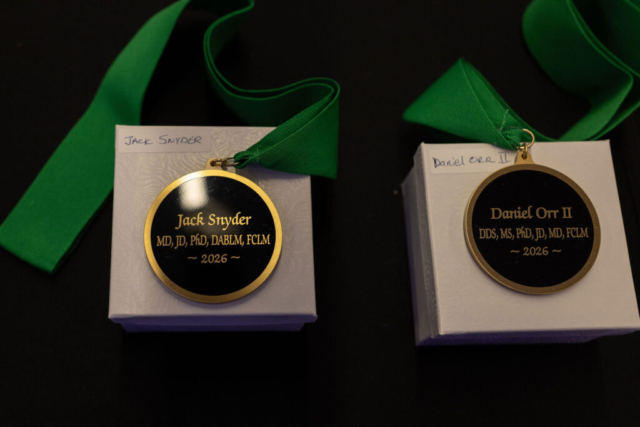 JACK SNYDER
Jack Snyder
MD, JD, PhD, DABLM, FCLM
~ 2026 ~
Daniel Orr II
Daniel Orr II
DDS, MS, PhD, JD, MD, FCLM
~ 2026 ~